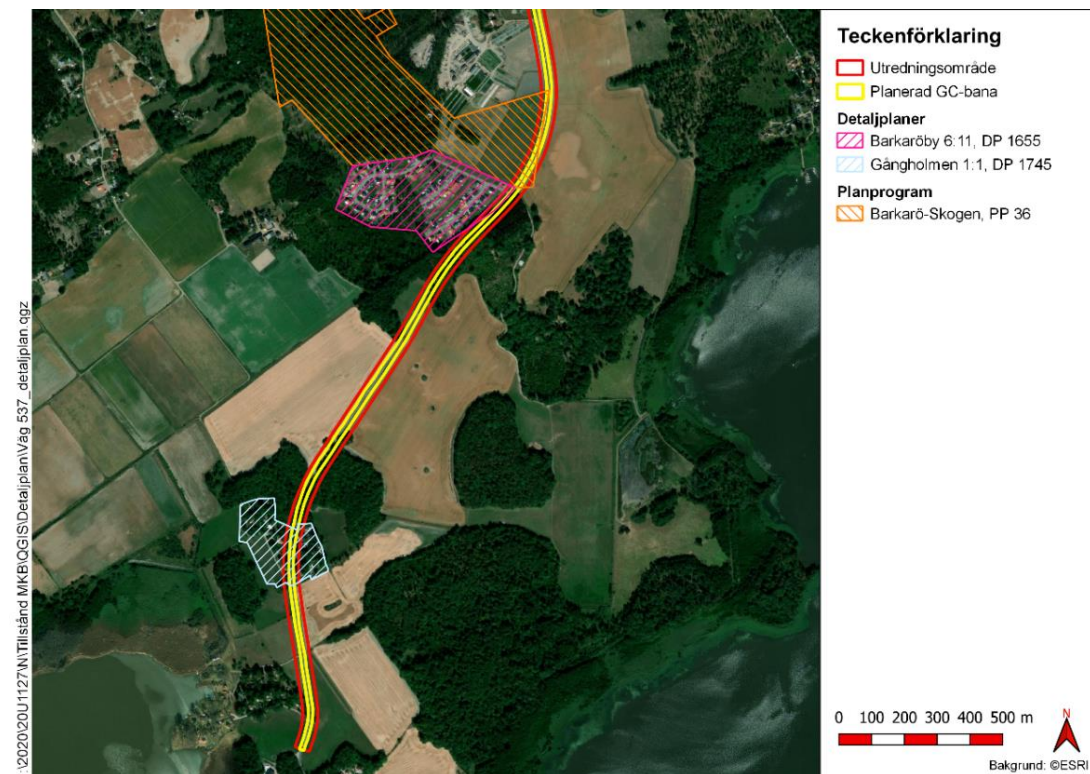 Teckenförklaring
Utredningsområde
Planerad GC-bana
Detaljplaner
Barkaröby 6:11, DP 1655
Gångholmen 1:1, DP 1745
Planprogram
Barkarö-Skogen, PP 36
:\2020\20U1127\N\Tillstånd MKB\QGIS\Detaljplan\Väg 537_detaljplan.qgz
0 100 200 300 400 500 m
N
Bakgrund: ©ESRI